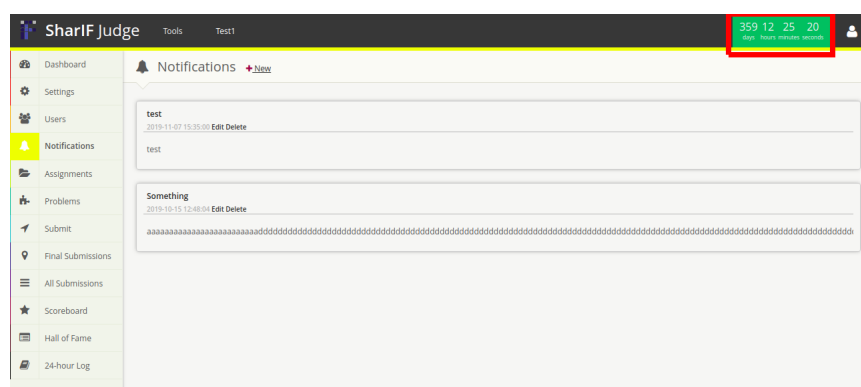 SharIF Judge Tools Test1 359 12 25 20
days hours minutes seconds
Dashboard
Settings
Users
Notifications
Assignments
Problems
Submit
Final Submissions
All Submissions
Scoreboard
Hall of Fame
24-hour Log
Notifications +New
test
2019-11-07 15:35:00 Edit Delete
test
Something
2019-10-15 12:48:04 Edit Delete